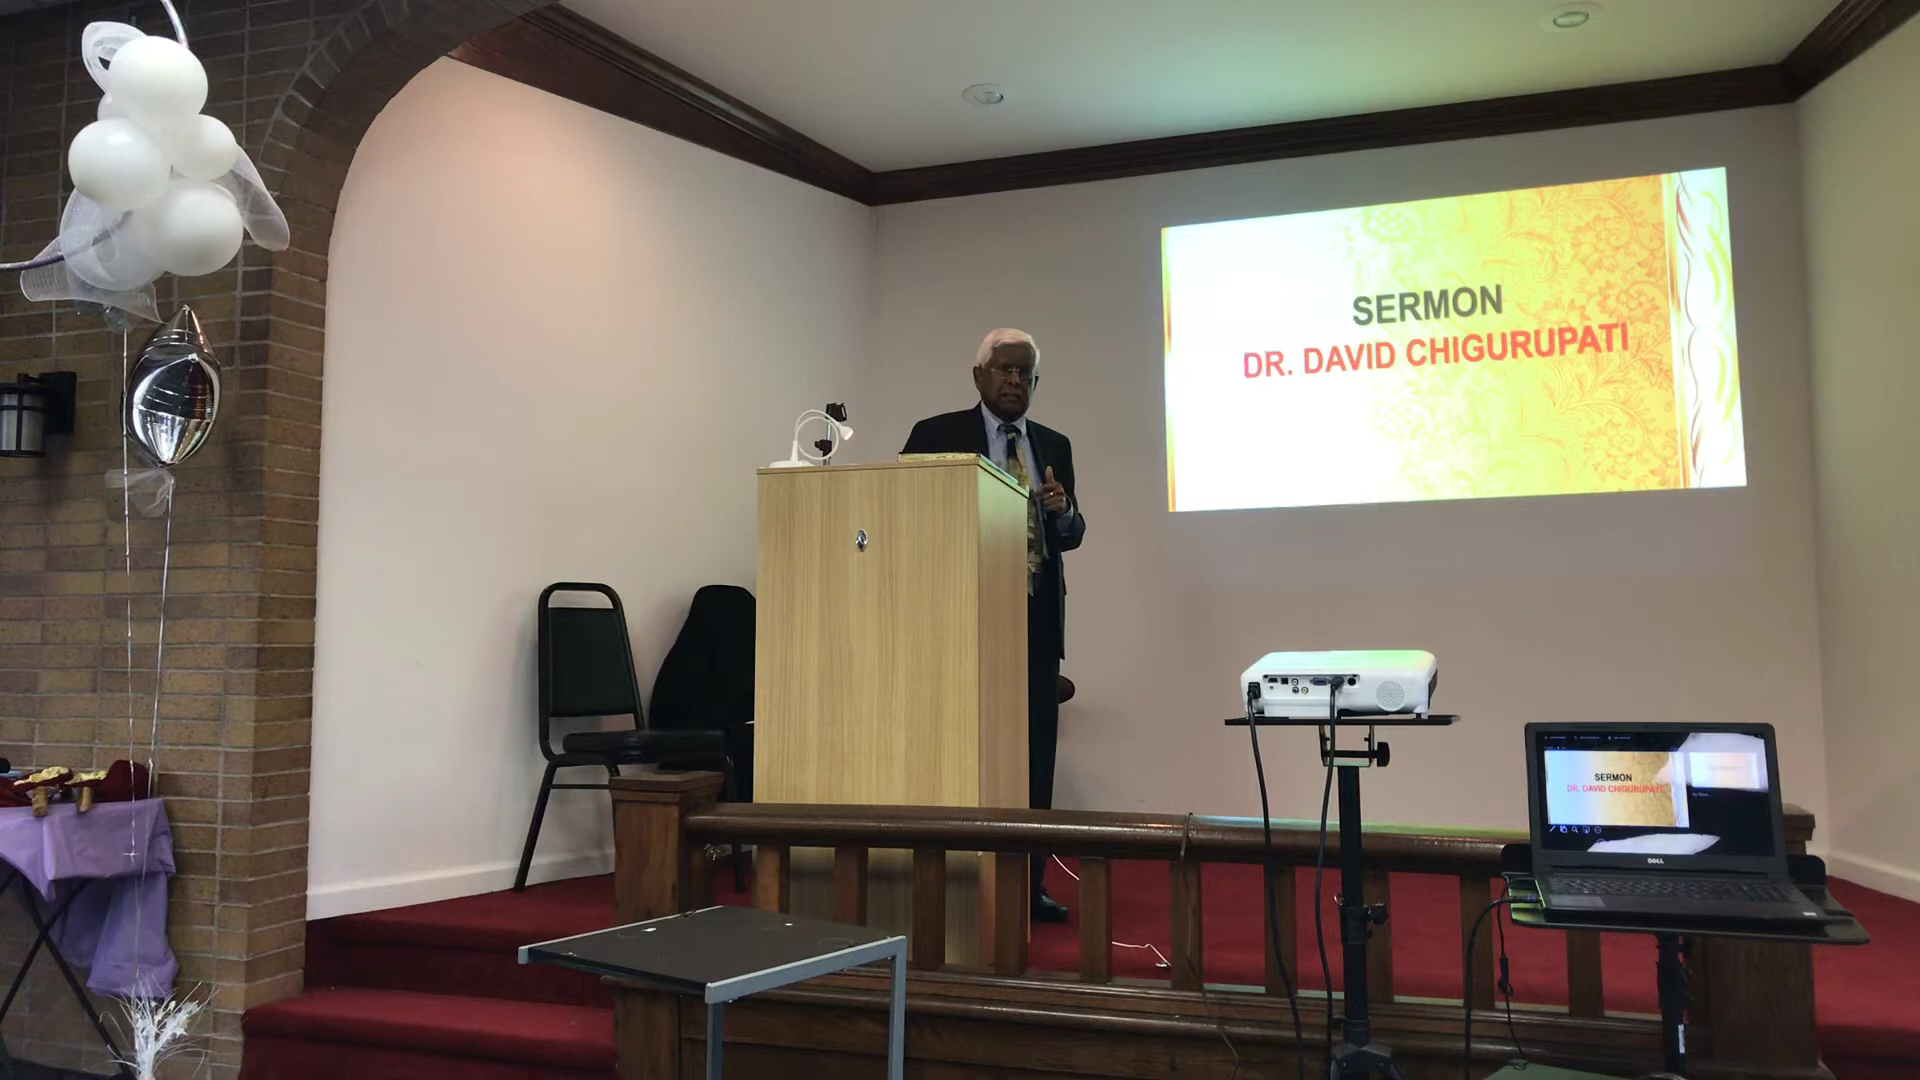 SERMON
DR. DAVID CHIGURUPATI
SERMON
DR. DAVID CHIGURUPATI
DELL